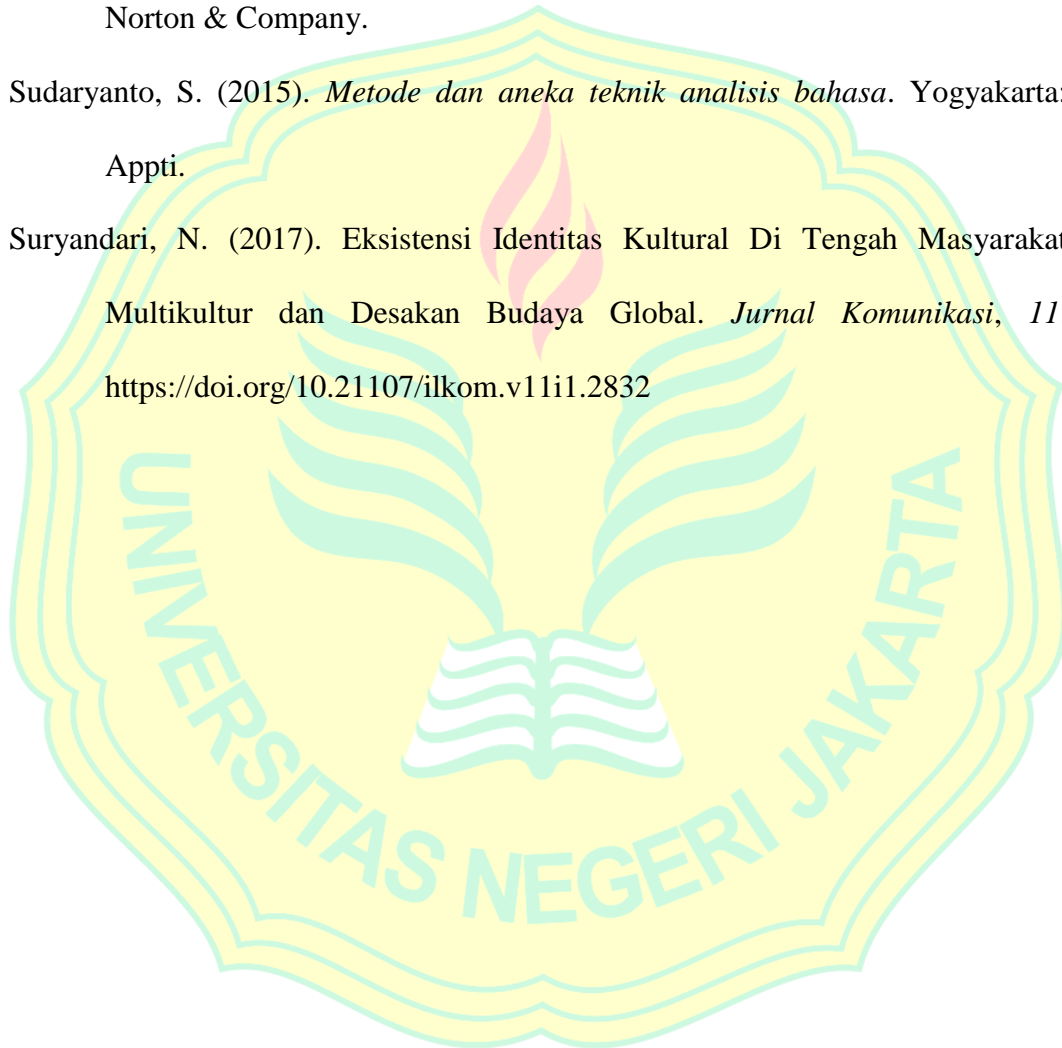 Norton & Company.
Sudaryanto, S. (2015). Metode dan aneka teknik analisis bahasa. Yogyakarta:
Appti.
Suryandari, N. (2017). Eksistensi Identitas Kultural Di Tengah Masyarakat
Multikultur dan Desakan Budaya Global. Jurnal Komunikasi, 11
https://doi.org/10.21107/ilkom.v11i1.2832
UNIVERSITAS NEGERI JAKARTA